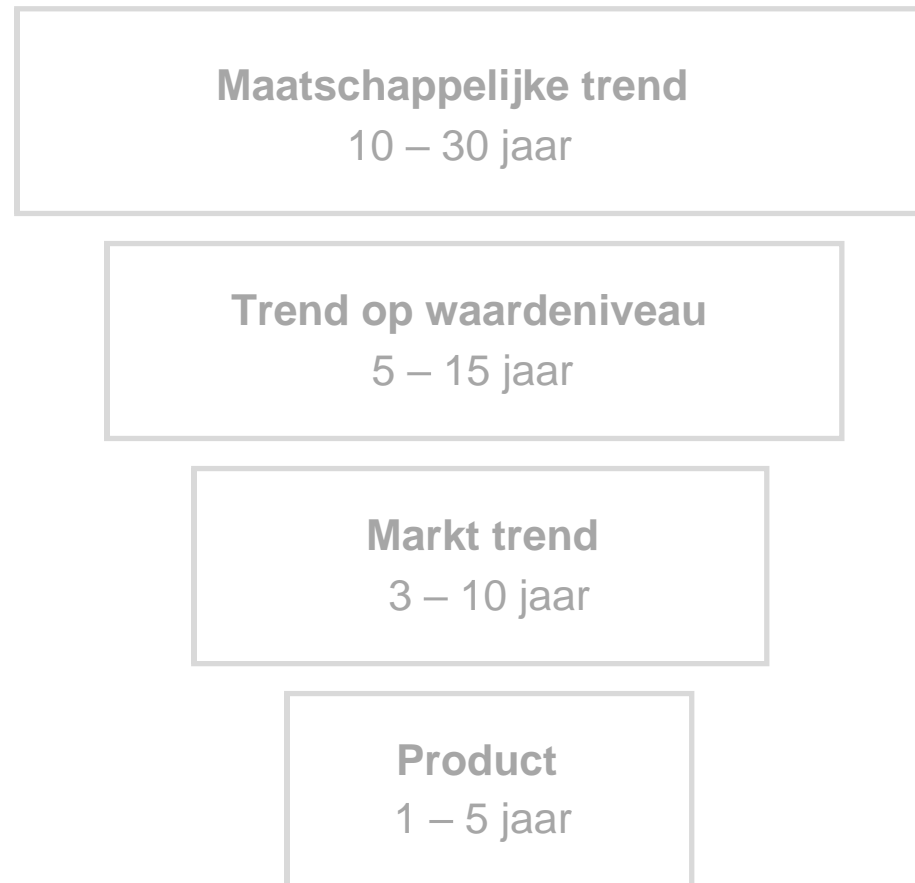 Maatschappelijke trend
10 – 30 jaar
Trend op waardeniveau
5 – 15 jaar
Markt trend
3 – 10 jaar
Product
1 – 5 jaar